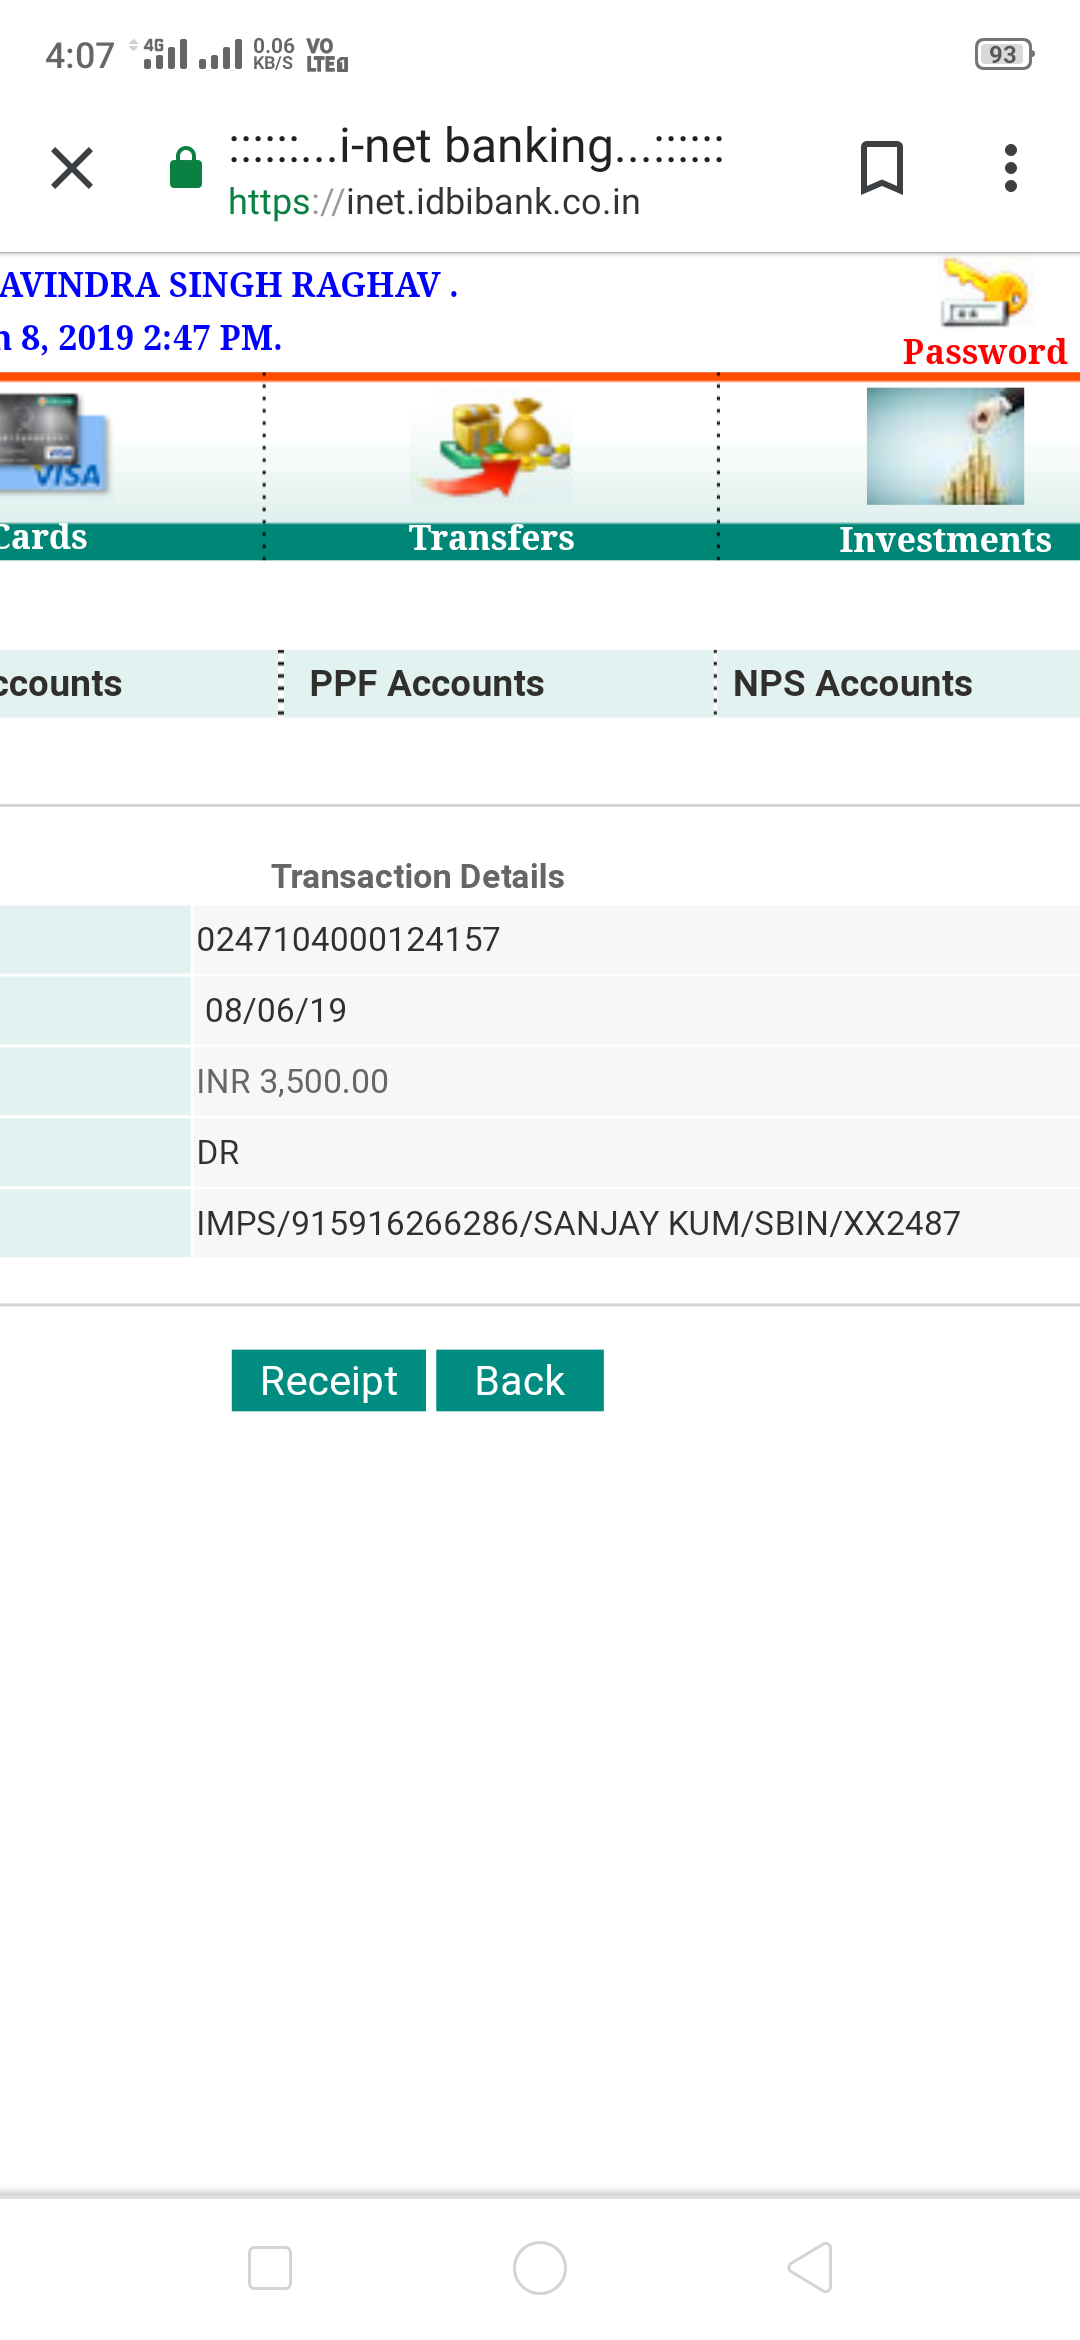 4:07 4G 0.06 KB/S VO LTE1 93
::::::...i-net banking...::::::
https://inet.idbibank.co.in
AVINDRA SINGH RAGHAV .
n 8, 2019 2:47 PM.
Password
VISA
Cards Transfers Investments
ccounts PPF Accounts NPS Accounts
Transaction Details
0247104000124157
08/06/19
INR 3,500.00
DR
IMPS/915916266286/SANJAY KUM/SBIN/XX2487
Receipt Back